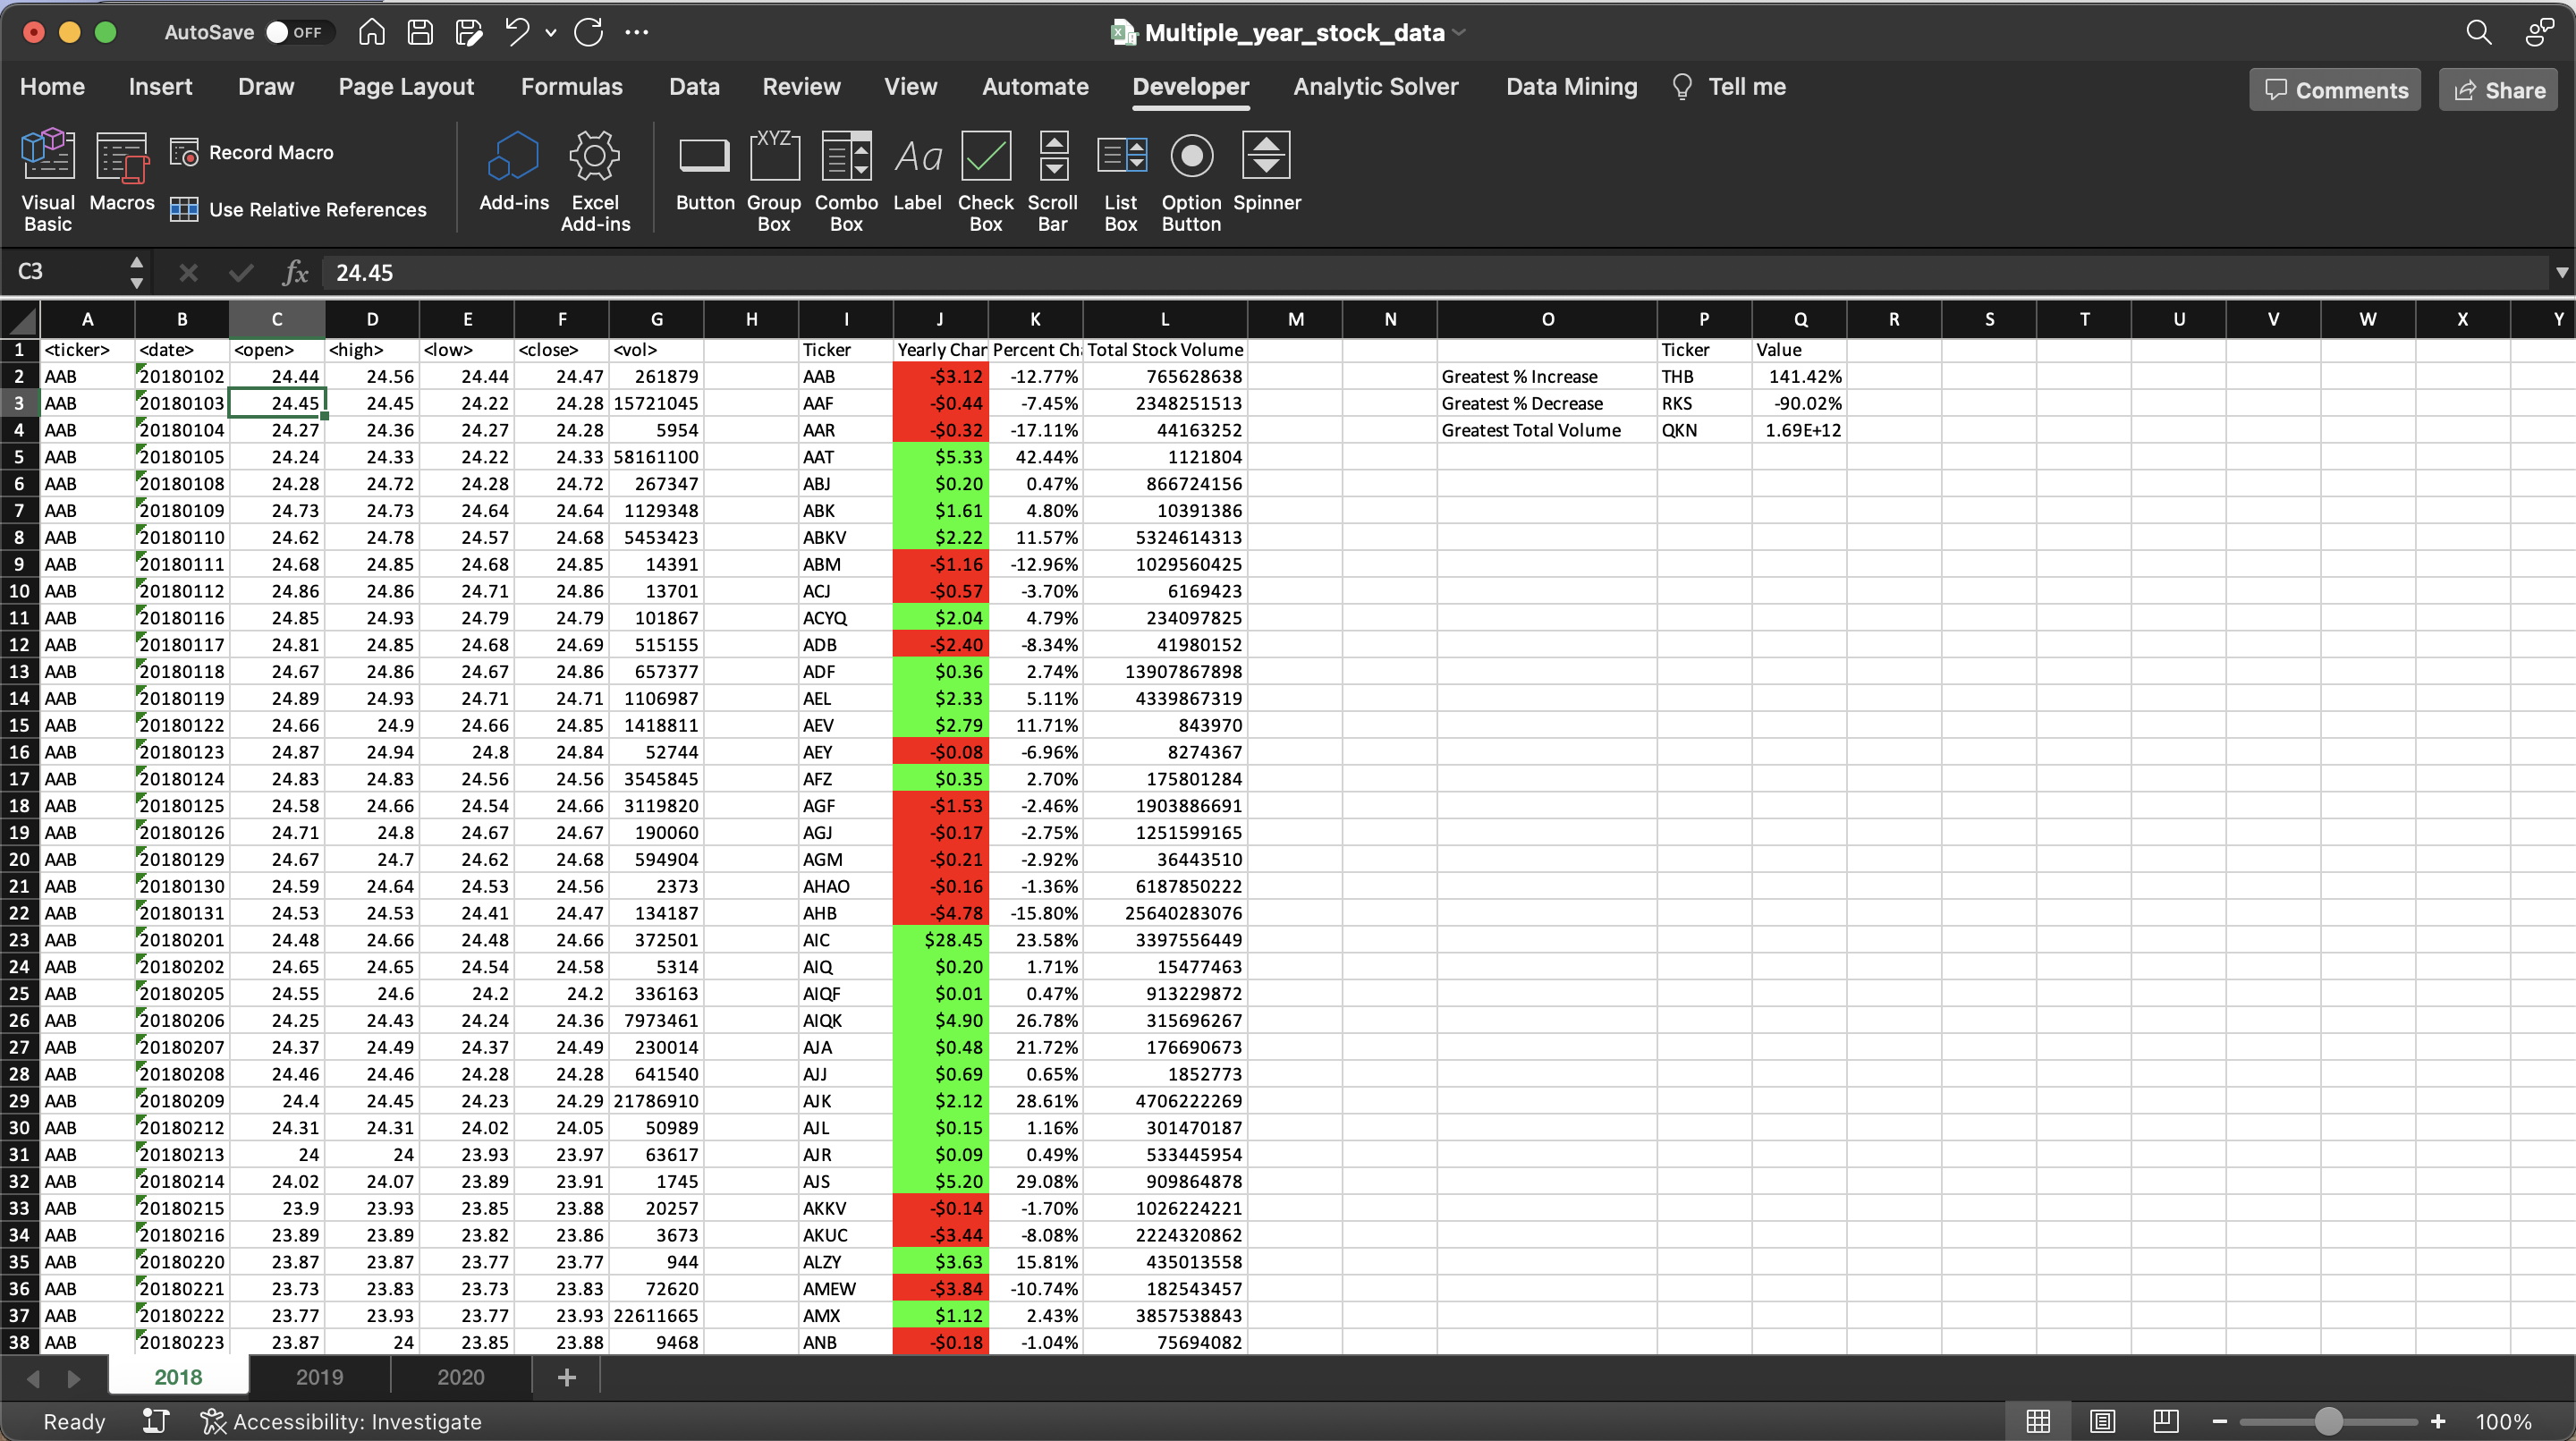 AutoSave OFF Multiple_year_stock_data
Home Insert Draw Page Layout Formulas Data Review View Automate Developer Analytic Solver Data Mining Tell me Comments Share
Visual Basic Macros Record Macro Use Relative References Add-ins Excel Add-ins Button Group Box Combo Box Label Check Box Scroll Bar List Box Option Button Spinner
XYZ Aa
C3 fx 24.45
A B C D E F G H I J K L M N O P Q R S T U V W X Y
1 <ticker> <date> <open> <high> <low> <close> <vol> Ticker Yearly Char Percent Ch Total Stock Volume Ticker Value
2 AAB 20180102 24.44 24.56 24.44 24.47 261879 AAB -$3.12 -12.77% 765628638 Greatest % Increase THB 141.42%
3 AAB 20180103 24.45 24.45 24.22 24.28 15721045 AAF -$0.44 -7.45% 2348251513 Greatest % Decrease RKS -90.02%
4 AAB 20180104 24.27 24.36 24.27 24.28 5954 AAR -$0.32 -17.11% 44163252 Greatest Total Volume QKN 1.69E+12
5 AAB 20180105 24.24 24.33 24.22 24.33 58161100 AAT $5.33 42.44% 1121804
6 AAB 20180108 24.28 24.72 24.28 24.72 267347 ABJ $0.20 0.47% 866724156
7 AAB 20180109 24.73 24.73 24.64 24.64 1129348 ABK $1.61 4.80% 10391386
8 AAB 20180110 24.62 24.78 24.57 24.68 5453423 ABKV $2.22 11.57% 5324614313
9 AAB 20180111 24.68 24.85 24.68 24.85 14391 ABM -$1.16 -12.96% 1029560425
10 AAB 20180112 24.86 24.86 24.71 24.86 13701 ACJ -$0.57 -3.70% 6169423
11 AAB 20180116 24.85 24.93 24.79 24.79 101867 ACYQ $2.04 4.79% 234097825
12 AAB 20180117 24.81 24.85 24.68 24.69 515155 ADB -$2.40 -8.34% 41980152
13 AAB 20180118 24.67 24.86 24.67 24.86 657377 ADF $0.36 2.74% 13907867898
14 AAB 20180119 24.89 24.93 24.71 24.71 1106987 AEL $2.33 5.11% 4339867319
15 AAB 20180122 24.66 24.9 24.66 24.85 1418811 AEV $2.79 11.71% 843970
16 AAB 20180123 24.87 24.94 24.8 24.84 52744 AEY -$0.08 -6.96% 8274367
17 AAB 20180124 24.83 24.83 24.56 24.56 3545845 AFZ $0.35 2.70% 175801284
18 AAB 20180125 24.58 24.66 24.54 24.66 3119820 AGF -$1.53 -2.46% 1903886691
19 AAB 20180126 24.71 24.8 24.67 24.67 190060 AGJ -$0.17 -2.75% 1251599165
20 AAB 20180129 24.67 24.7 24.62 24.68 594904 AGM -$0.21 -2.92% 36443510
21 AAB 20180130 24.59 24.64 24.53 24.56 2373 AHAO -$0.16 -1.36% 6187850222
22 AAB 20180131 24.53 24.53 24.41 24.47 134187 AHB -$4.78 -15.80% 25640283076
23 AAB 20180201 24.48 24.66 24.48 24.66 372501 AIC $28.45 23.58% 3397556449
24 AAB 20180202 24.65 24.65 24.54 24.58 5314 AIQ $0.20 1.71% 15477463
25 AAB 20180205 24.55 24.6 24.2 24.2 336163 AIQF $0.01 0.47% 913229872
26 AAB 20180206 24.25 24.43 24.24 24.36 7973461 AIQK $4.90 26.78% 315696267
27 AAB 20180207 24.37 24.49 24.37 24.49 230014 AJA $0.48 21.72% 176690673
28 AAB 20180208 24.46 24.46 24.28 24.28 641540 AJJ $0.69 0.65% 1852773
29 AAB 20180209 24.4 24.45 24.23 24.29 21786910 AJK $2.12 28.61% 4706222269
30 AAB 20180212 24.31 24.31 24.02 24.05 50989 AJL $0.15 1.16% 301470187
31 AAB 20180213 24 24 23.93 23.97 63617 AJR $0.09 0.49% 533445954
32 AAB 20180214 24.02 24.07 23.89 23.91 1745 AJS $5.20 29.08% 909864878
33 AAB 20180215 23.9 23.93 23.85 23.88 20257 AKKV -$0.14 -1.70% 1026224221
34 AAB 20180216 23.89 23.89 23.82 23.86 3673 AKUC -$3.44 -8.08% 2224320862
35 AAB 20180220 23.87 23.87 23.77 23.77 944 ALZY $3.63 15.81% 435013558
36 AAB 20180221 23.73 23.83 23.73 23.83 72620 AMEW -$3.84 -10.74% 182543457
37 AAB 20180222 23.77 23.93 23.77 23.93 22611665 AMX $1.12 2.43% 3857538843
38 AAB 20180223 23.87 24 23.85 23.88 9468 ANB -$0.18 -1.04% 75694082
2018 2019 2020 +
Ready Accessibility: Investigate − + 100%